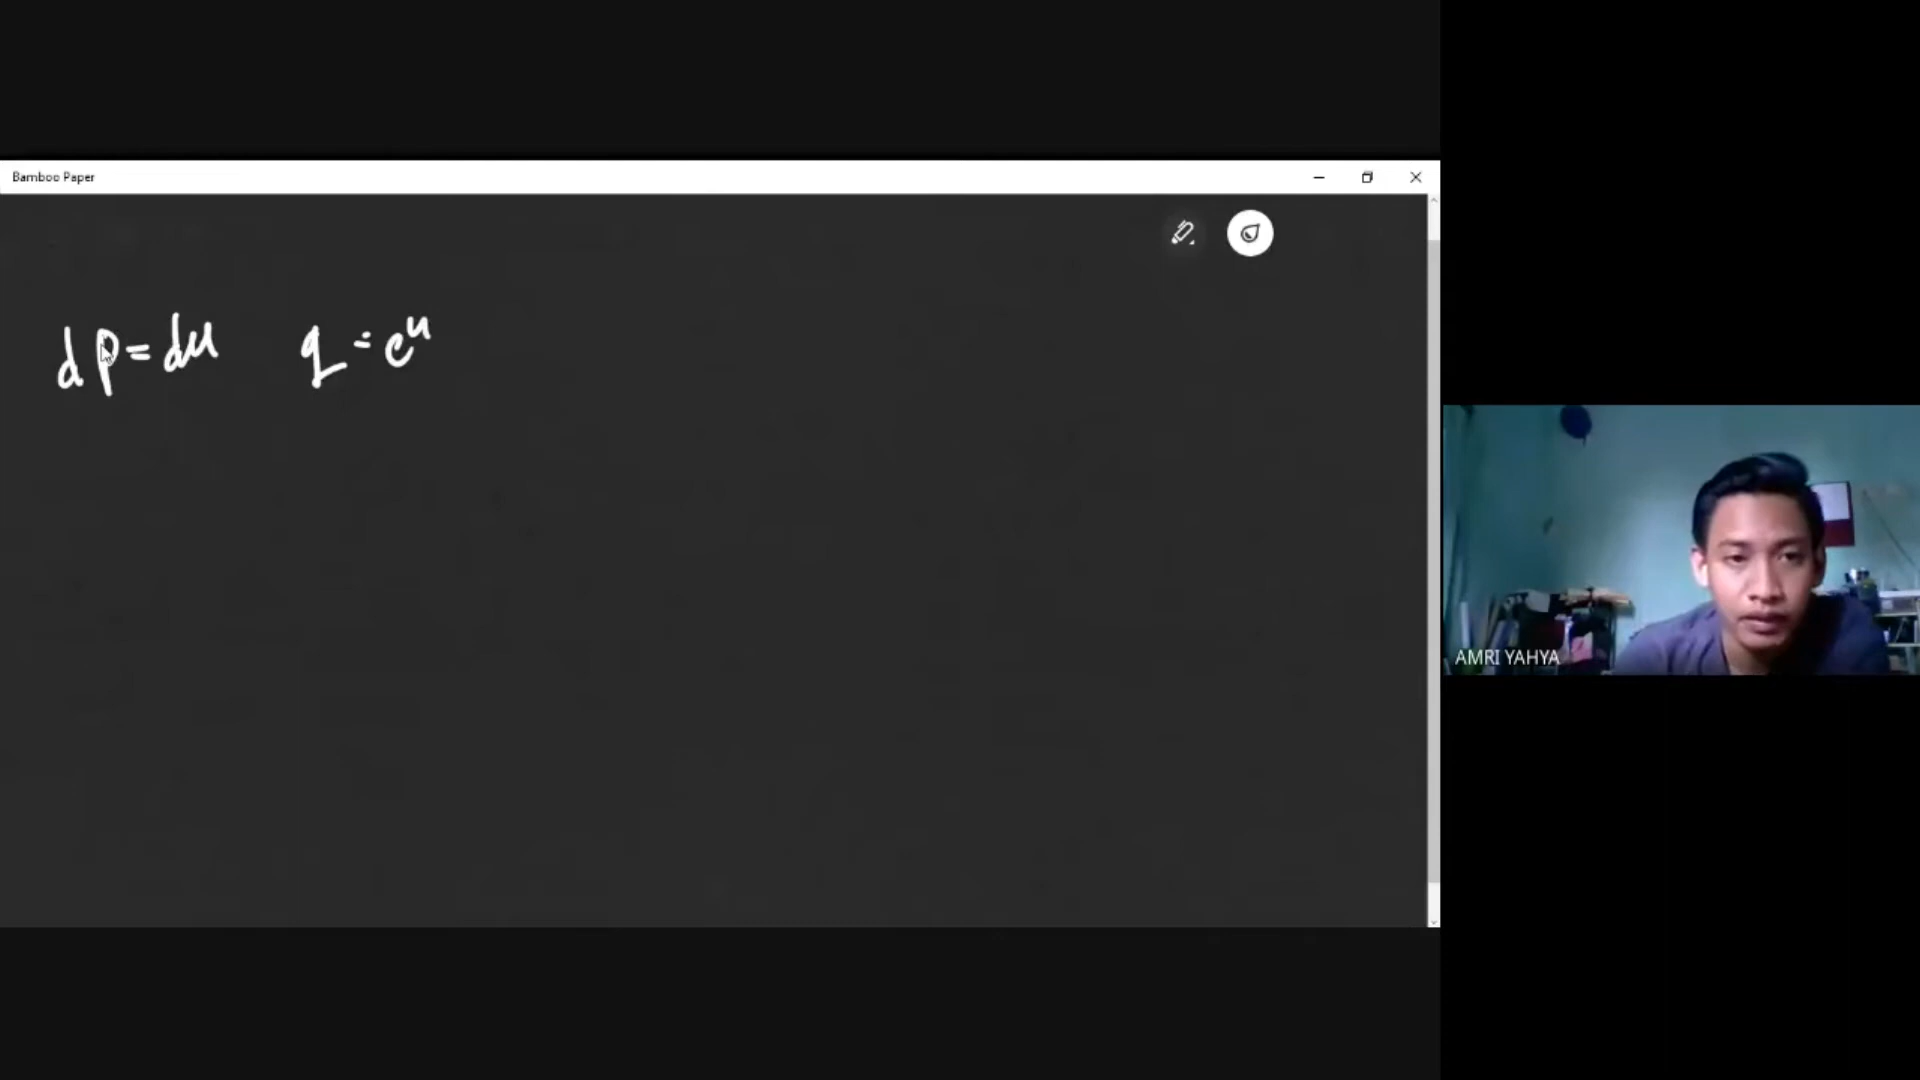 Bamboo Paper
dp = du q = e^u
AMRI YAHYA